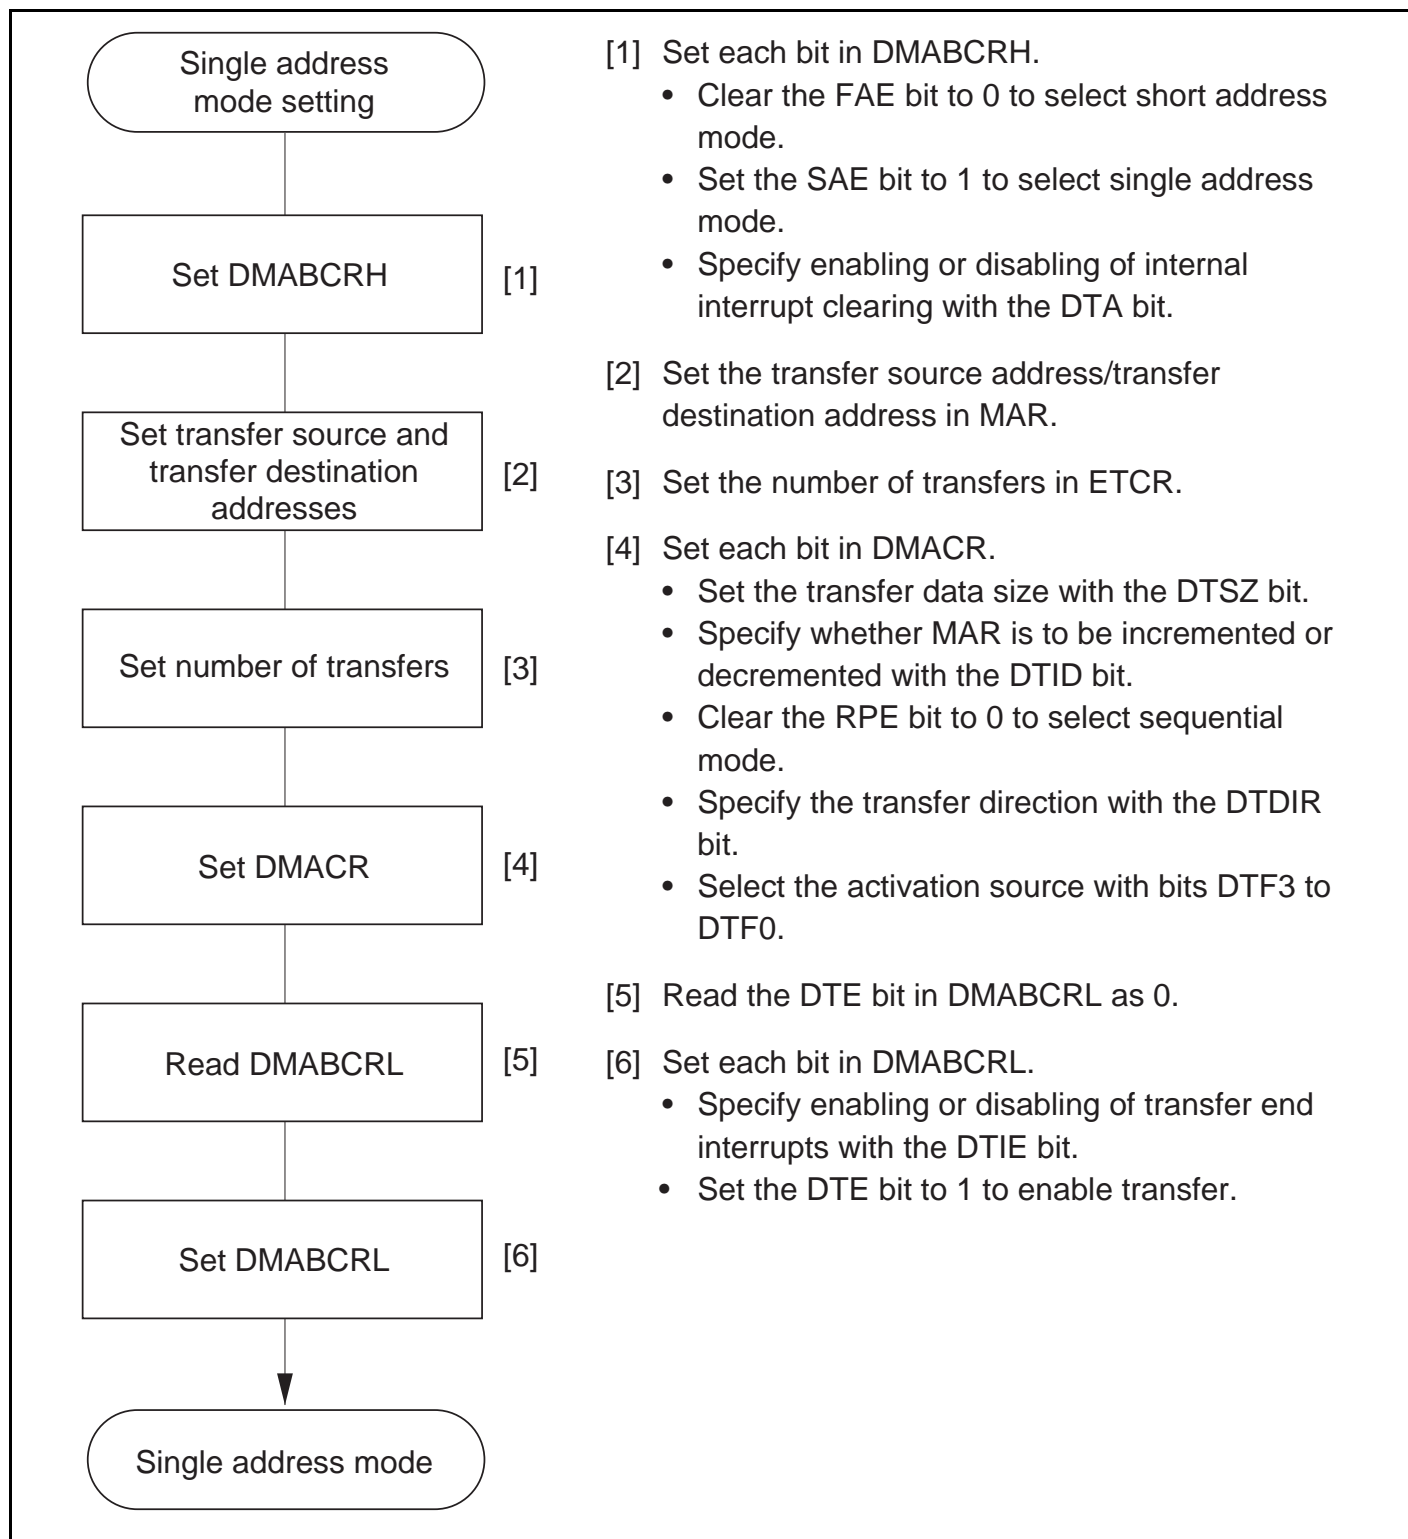 Single address
mode setting
Set DMABCRH
[1]
Set transfer source and
transfer destination
addresses
[2]
Set number of transfers
[3]
Set DMACR
[4]
Read DMABCRL
[5]
Set DMABCRL
[6]
Single address mode
[1] Set each bit in DMABCRH.
• Clear the FAE bit to 0 to select short address
mode.
• Set the SAE bit to 1 to select single address
mode.
• Specify enabling or disabling of internal
interrupt clearing with the DTA bit.
[2] Set the transfer source address/transfer
destination address in MAR.
[3] Set the number of transfers in ETCR.
[4] Set each bit in DMACR.
• Set the transfer data size with the DTSZ bit.
• Specify whether MAR is to be incremented or
decremented with the DTID bit.
• Clear the RPE bit to 0 to select sequential
mode.
• Specify the transfer direction with the DTDIR
bit.
• Select the activation source with bits DTF3 to
DTF0.
[5] Read the DTE bit in DMABCRL as 0.
[6] Set each bit in DMABCRL.
• Specify enabling or disabling of transfer end
interrupts with the DTIE bit.
• Set the DTE bit to 1 to enable transfer.